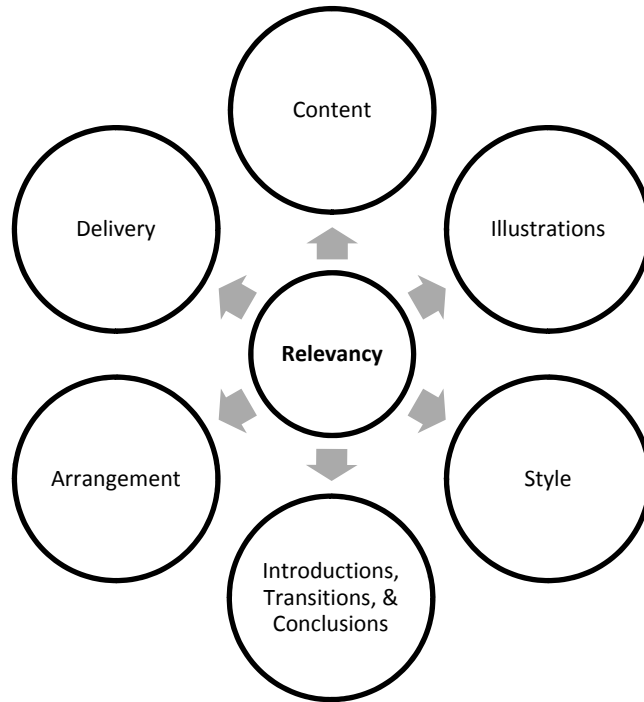 Content
Delivery
Illustrations
Relevancy
Arrangement
Style
Introductions,
Transitions, &
Conclusions